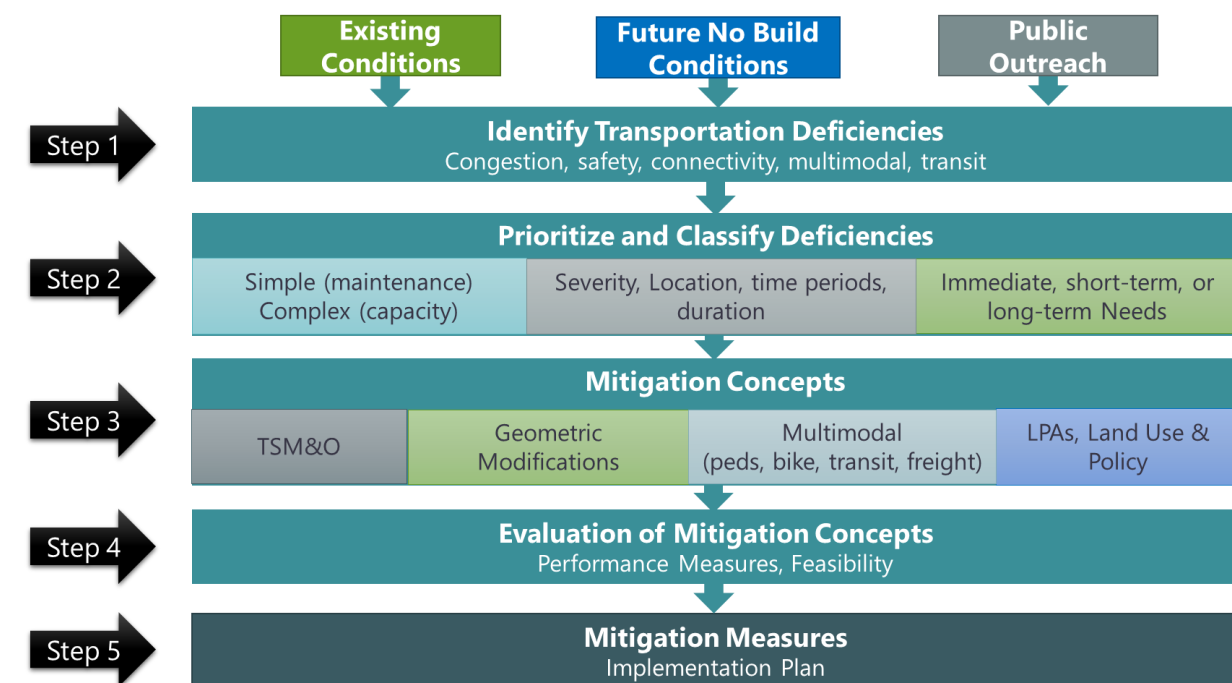 Existing
Conditions
Future No Build
Conditions
Public
Outreach
Step 1
Identify Transportation Deficiencies
Congestion, safety, connectivity, multimodal, transit
Step 2
Prioritize and Classify Deficiencies
Simple (maintenance)
Complex (capacity)
Severity, Location, time periods,
duration
Immediate, short-term, or
long-term Needs
Step 3
Mitigation Concepts
TSM&O
Geometric
Modifications
Multimodal
(peds, bike, transit, freight)
LPAs, Land Use &
Policy
Step 4
Evaluation of Mitigation Concepts
Performance Measures, Feasibility
Step 5
Mitigation Measures
Implementation Plan